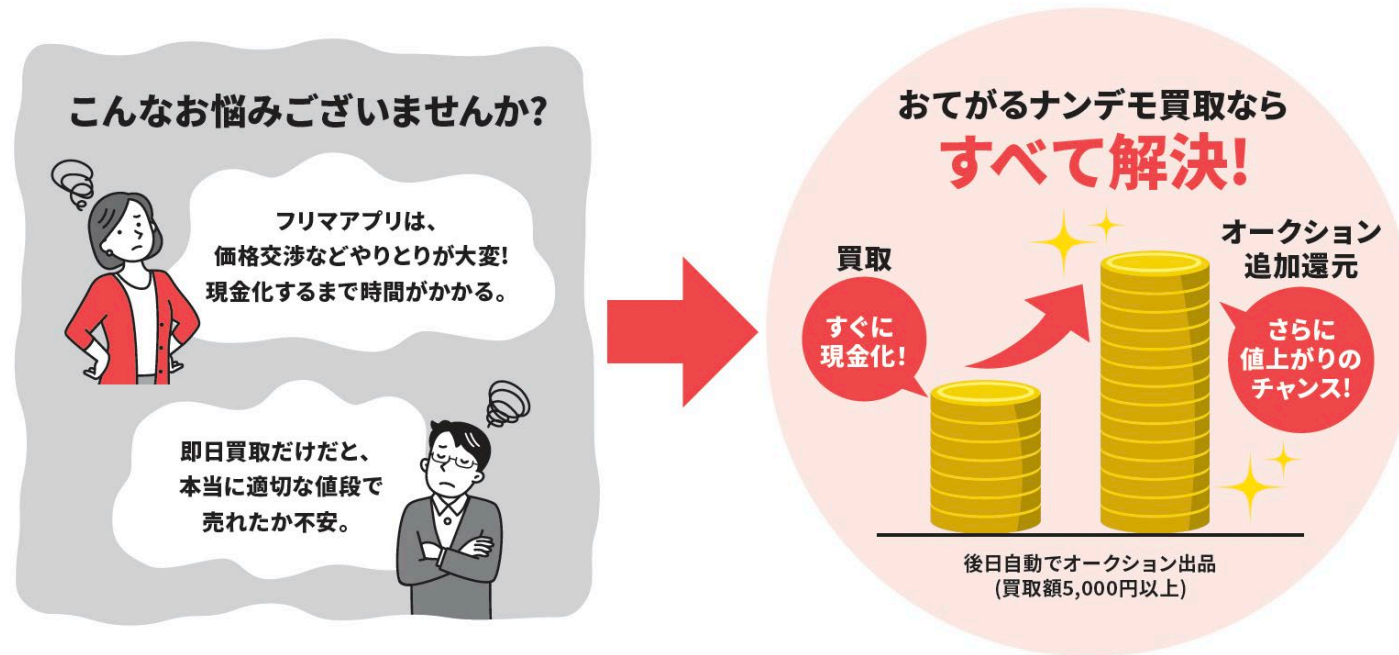 こんなお悩みございませんか?
フリマアプリは、
価格交渉などやりとりが大変!
現金化するまで時間がかかる。
即日買取だけだと、
本当に適切な値段で
売れたか不安。
おてがるナンデモ買取なら
すべて解決!
買取
すぐに
現金化!
オークション
追加還元
さらに
値上がりの
チャンス!
後日自動でオークション出品
(買取額5,000円以上)